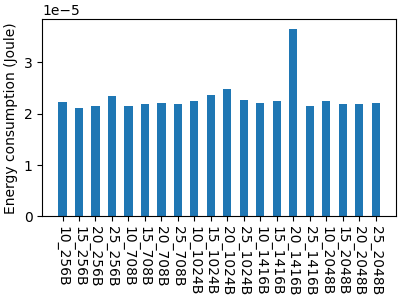 1e−5
Energy consumption (Joule)
3
2
1
0
10_256B
15_256B
20_256B
25_256B
10_708B
15_708B
20_708B
25_708B
10_1024B
15_1024B
20_1024B
25_1024B
10_1416B
15_1416B
20_1416B
25_1416B
10_2048B
15_2048B
20_2048B
25_2048B